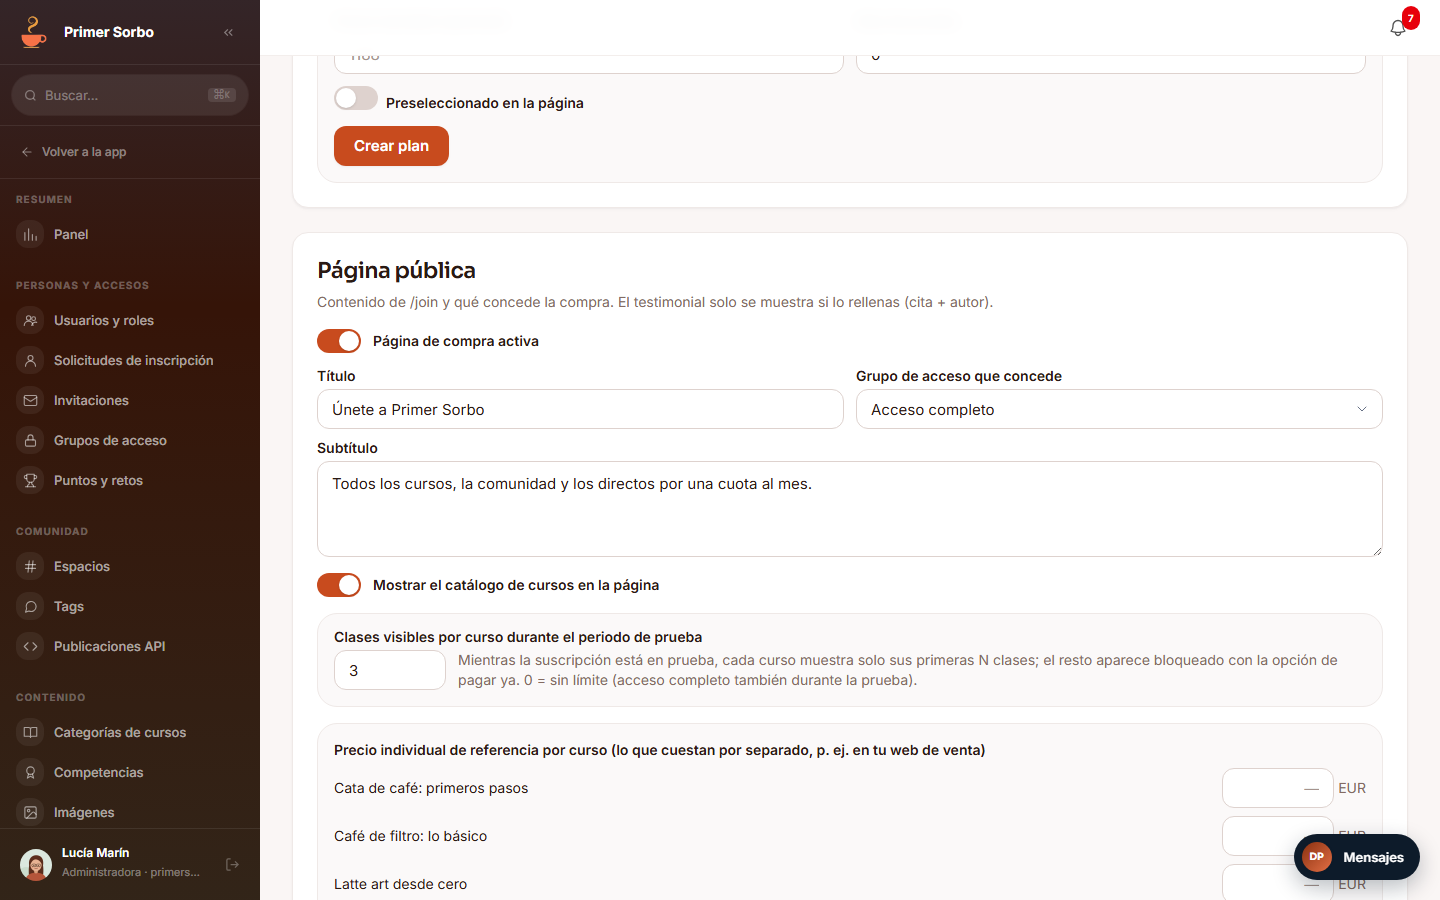 Primer Sorbo
Buscar...
⌘K
Volver a la app
RESUMEN
Panel
PERSONAS Y ACCESOS
Usuarios y roles
Solicitudes de inscripción
Invitaciones
Grupos de acceso
Puntos y retos
COMUNIDAD
Espacios
Tags
Publicaciones API
CONTENIDO
Categorías de cursos
Competencias
Imágenes
Lucía Marín
Administradora · primers...
7
Preseleccionado en la página
Crear plan
Página pública
Contenido de /join y qué concede la compra. El testimonial solo se muestra si lo rellenas (cita + autor).
Página de compra activa
Título
Grupo de acceso que concede
Únete a Primer Sorbo
Acceso completo
Subtítulo
Todos los cursos, la comunidad y los directos por una cuota al mes.
Mostrar el catálogo de cursos en la página
Clases visibles por curso durante el periodo de prueba
3
Mientras la suscripción está en prueba, cada curso muestra solo sus primeras N clases; el resto aparece bloqueado con la opción de
pagar ya. 0 = sin límite (acceso completo también durante la prueba).
Precio individual de referencia por curso (lo que cuestan por separado, p. ej. en tu web de venta)
Cata de café: primeros pasos
— EUR
Café de filtro: lo básico
EUR
Latte art desde cero
— EUR
DP Mensajes